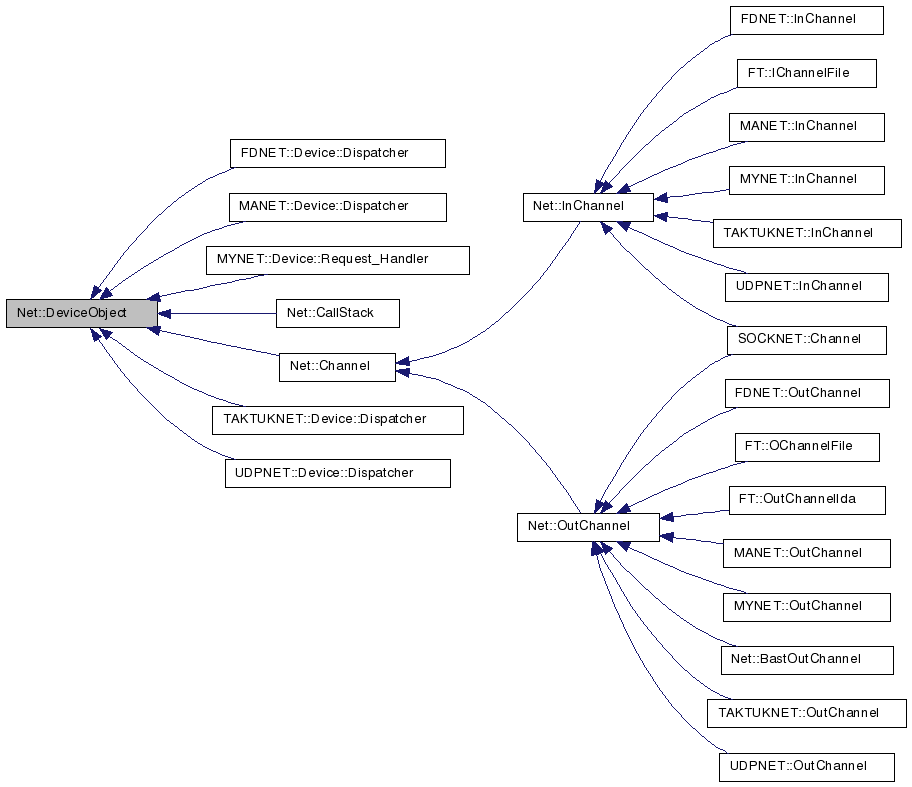 FDNET::InChannel
FT::IChannelFile
MANET::InChannel
FDNET::Device::Dispatcher
MYNET::InChannel
MANET::Device::Dispatcher
Net::InChannel
TAKTUKNET::InChannel
MYNET::Device::Request_Handler
UDPNET::InChannel
Net::DeviceObject
Net::CallStack
SOCKNET::Channel
Net::Channel
FDNET::OutChannel
TAKTUKNET::Device::Dispatcher
FT::OChannelFile
UDPNET::Device::Dispatcher
FT::OutChannelIda
Net::OutChannel
MANET::OutChannel
MYNET::OutChannel
Net::BastOutChannel
TAKTUKNET::OutChannel
UDPNET::OutChannel